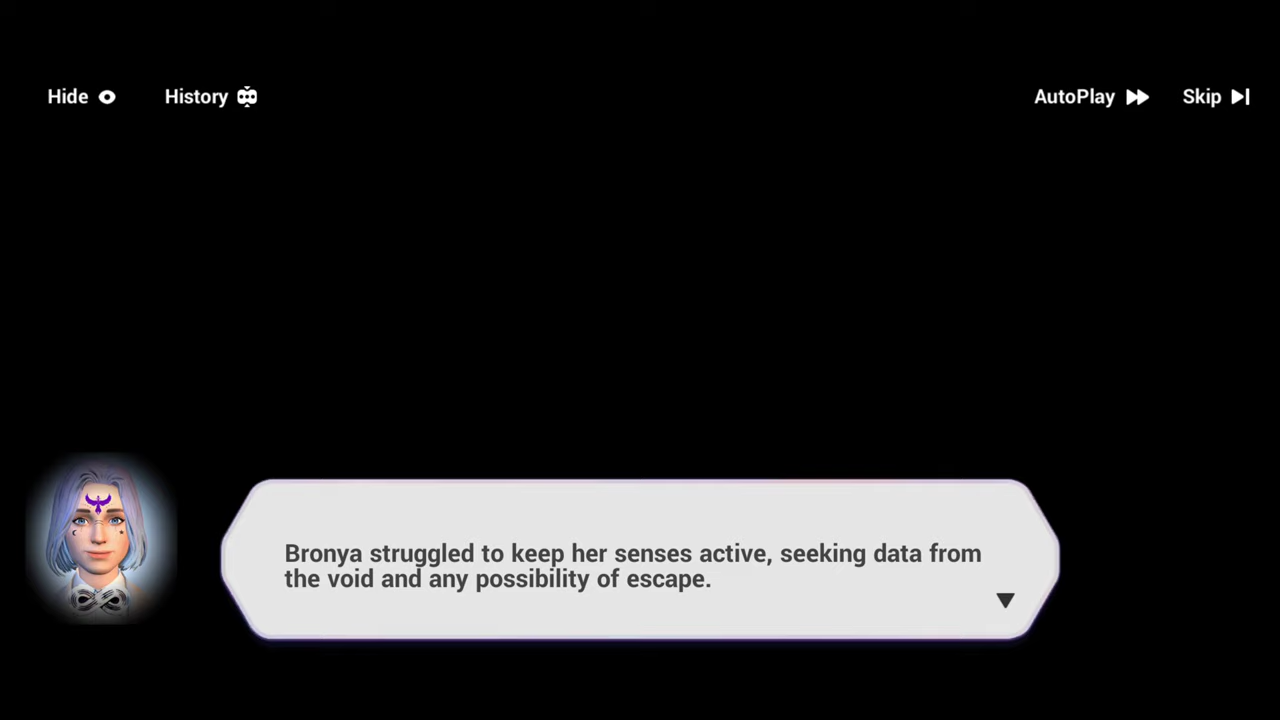 Hide
History
AutoPlay
Skip
Bronya struggled to keep her senses active, seeking data from
the void and any possibility of escape.